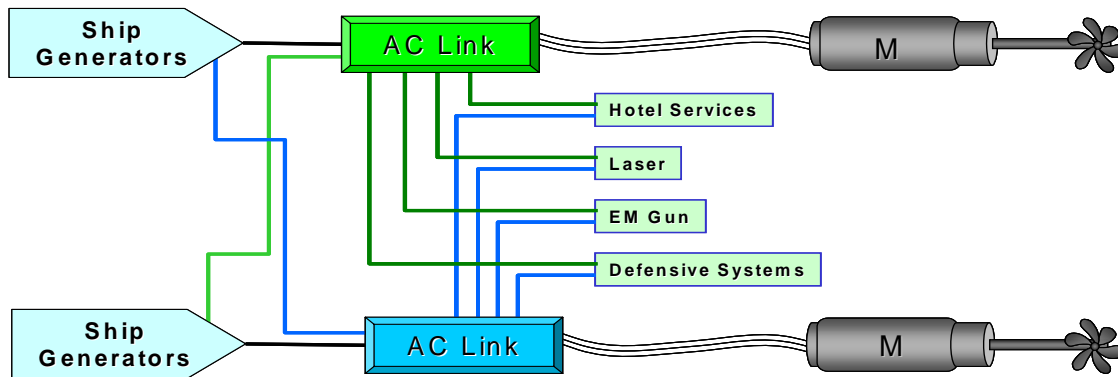 Ship
Generators
AC Link
M
Hotel Services
Laser
EM Gun
Defensive Systems
Ship
Generators
AC Link
M